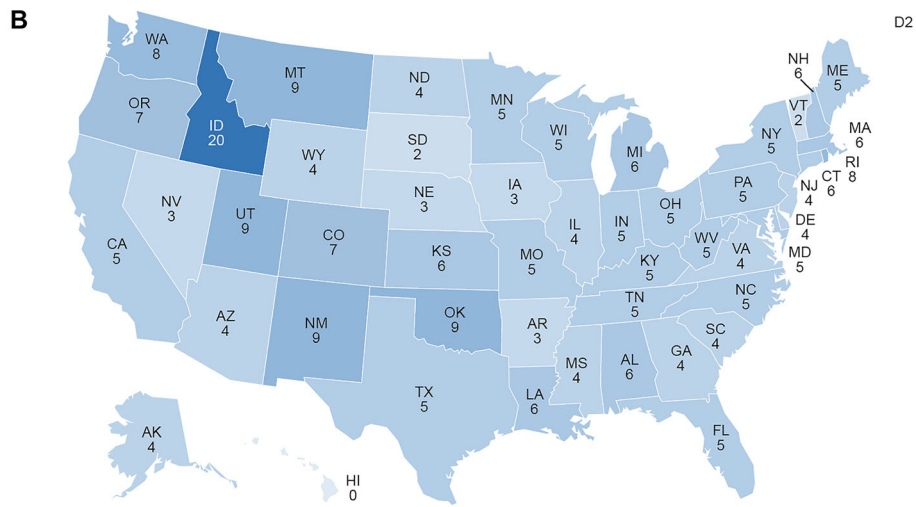 B
D2
WA
8
OR
7
ID
20
MT
9
ND
4
MN
5
SD
2
WY
4
NE
3
IA
3
WI
5
MI
6
NH
6
VT
2
ME
5
NY
5
MA
6
RI
8
CT
6
NJ
4
PA
5
DE
4
MD
5
OH
5
IN
5
IL
4
NV
3
UT
9
CO
7
KS
6
MO
5
KY
5
WV
5
VA
4
CA
5
AZ
4
NM
9
OK
9
AR
3
TN
5
NC
5
SC
4
GA
4
AL
6
MS
4
LA
6
TX
5
FL
5
AK
4
HI
0